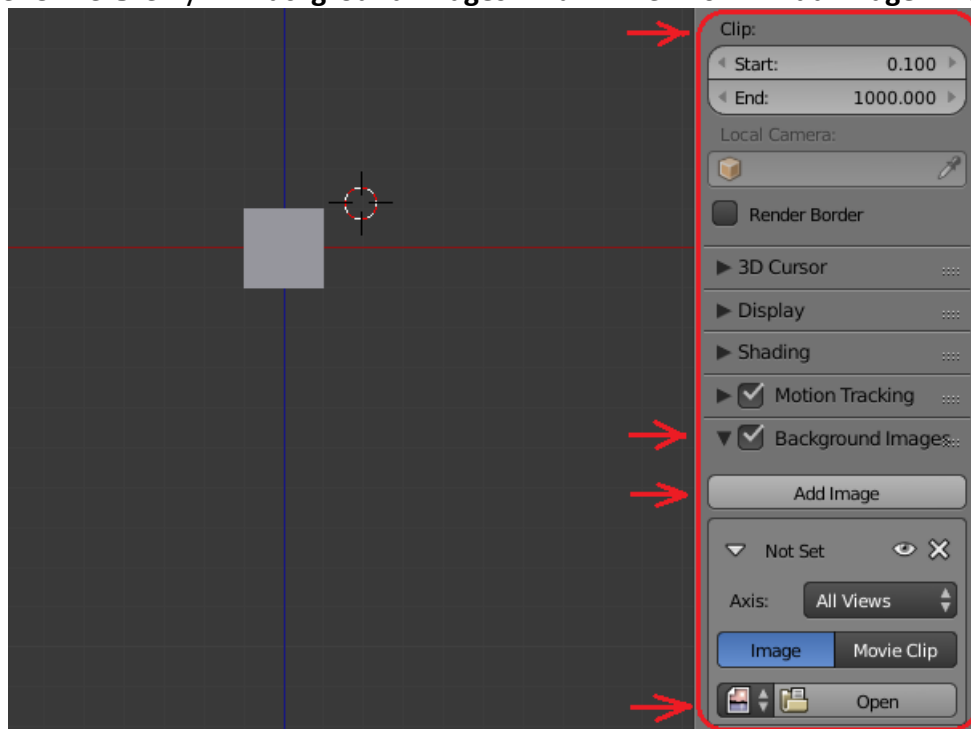 Clip:
Start: 0.100
End: 1000.000
Local Camera:
Render Border
3D Cursor
Display
Shading
Motion Tracking
Background Images
Add Image
Not Set
Axis: All Views
Image Movie Clip
Open